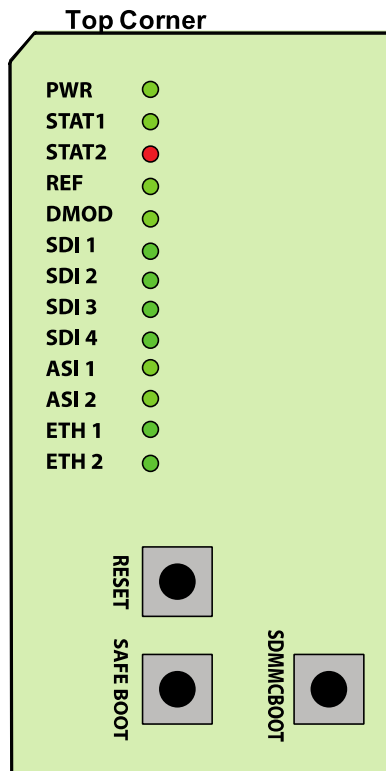 Top Corner
PWR
STAT1
STAT2
REF
DMOD
SDI 1
SDI 2
SDI 3
SDI 4
ASI 1
ASI 2
ETH 1
ETH 2
RESET
SAFE BOOT
SDMMCBOOT